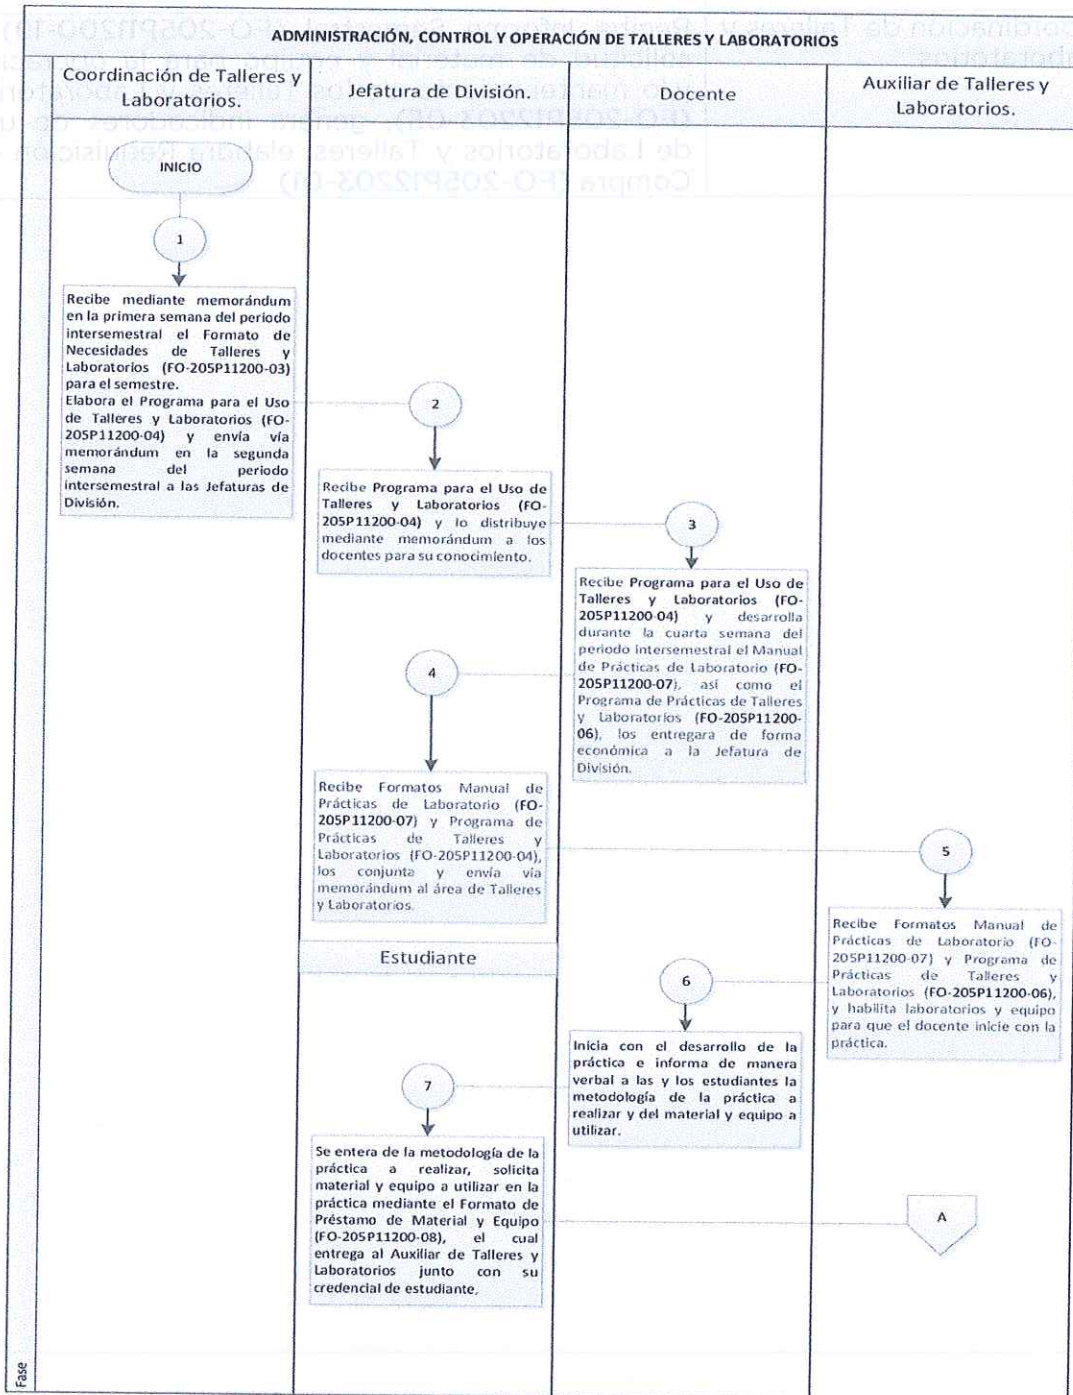 ADMINISTRACIÓN, CONTROL Y OPERACIÓN DE TALLERES Y LABORATORIOS
Coordinación de Talleres y
Laboratorios.
Jefatura de División.
Docente
Auxiliar de Talleres y
Laboratorios.
INICIO
1
Recibe mediante memorándum
en la primera semana del periodo
intersemestral el Formato de
Necesidades de Talleres y
Laboratorios (FO-205P11200-03)
para el semestre.
Elabora el Programa para el Uso
de Talleres y Laboratorios (FO-
205P11200-04) y envía vía
memorándum en la segunda
semana del periodo
intersemestral a las Jefaturas de
División.
2
Recibe Programa para el Uso de
Talleres y Laboratorios (FO-
205P11200-04) y lo distribuye
mediante memorándum a los
docentes para su conocimiento.
3
Recibe Programa para el Uso de
Talleres y Laboratorios (FO-
205P11200-04) y desarrolla
durante la cuarta semana del
periodo intersemestral el Manual
de Prácticas de Laboratorio (FO-
205P11200-07), así como el
Programa de Prácticas de Talleres
y Laboratorios (FO-205P11200-
06), los entregara de forma
económica a la Jefatura de
División.
4
Recibe Formatos Manual de
Prácticas de Laboratorio (FO-
205P11200-07) y Programa de
Prácticas de Talleres y
Laboratorios (FO-205P11200-04),
los conjunta y envía vía
memorándum al área de Talleres
y Laboratorios.
5
Recibe Formatos Manual de
Prácticas de Laboratorio (FO-
205P11200-07) y Programa de
Prácticas de Talleres y
Laboratorios (FO-205P11200-06),
y habilita laboratorios y equipo
para que el docente inicie con la
práctica.
Estudiante
6
Inicia con el desarrollo de la
práctica e informa de manera
verbal a las y los estudiantes la
metodología de la práctica a
realizar y del material y equipo a
utilizar.
7
Se entera de la metodología de la
práctica a realizar, solicita
material y equipo a utilizar en la
práctica mediante el Formato de
Préstamo de Material y Equipo
(FO-205P11200-08), el cual
entrega al Auxiliar de Talleres y
Laboratorios junto con su
credencial de estudiante.
A
Fase